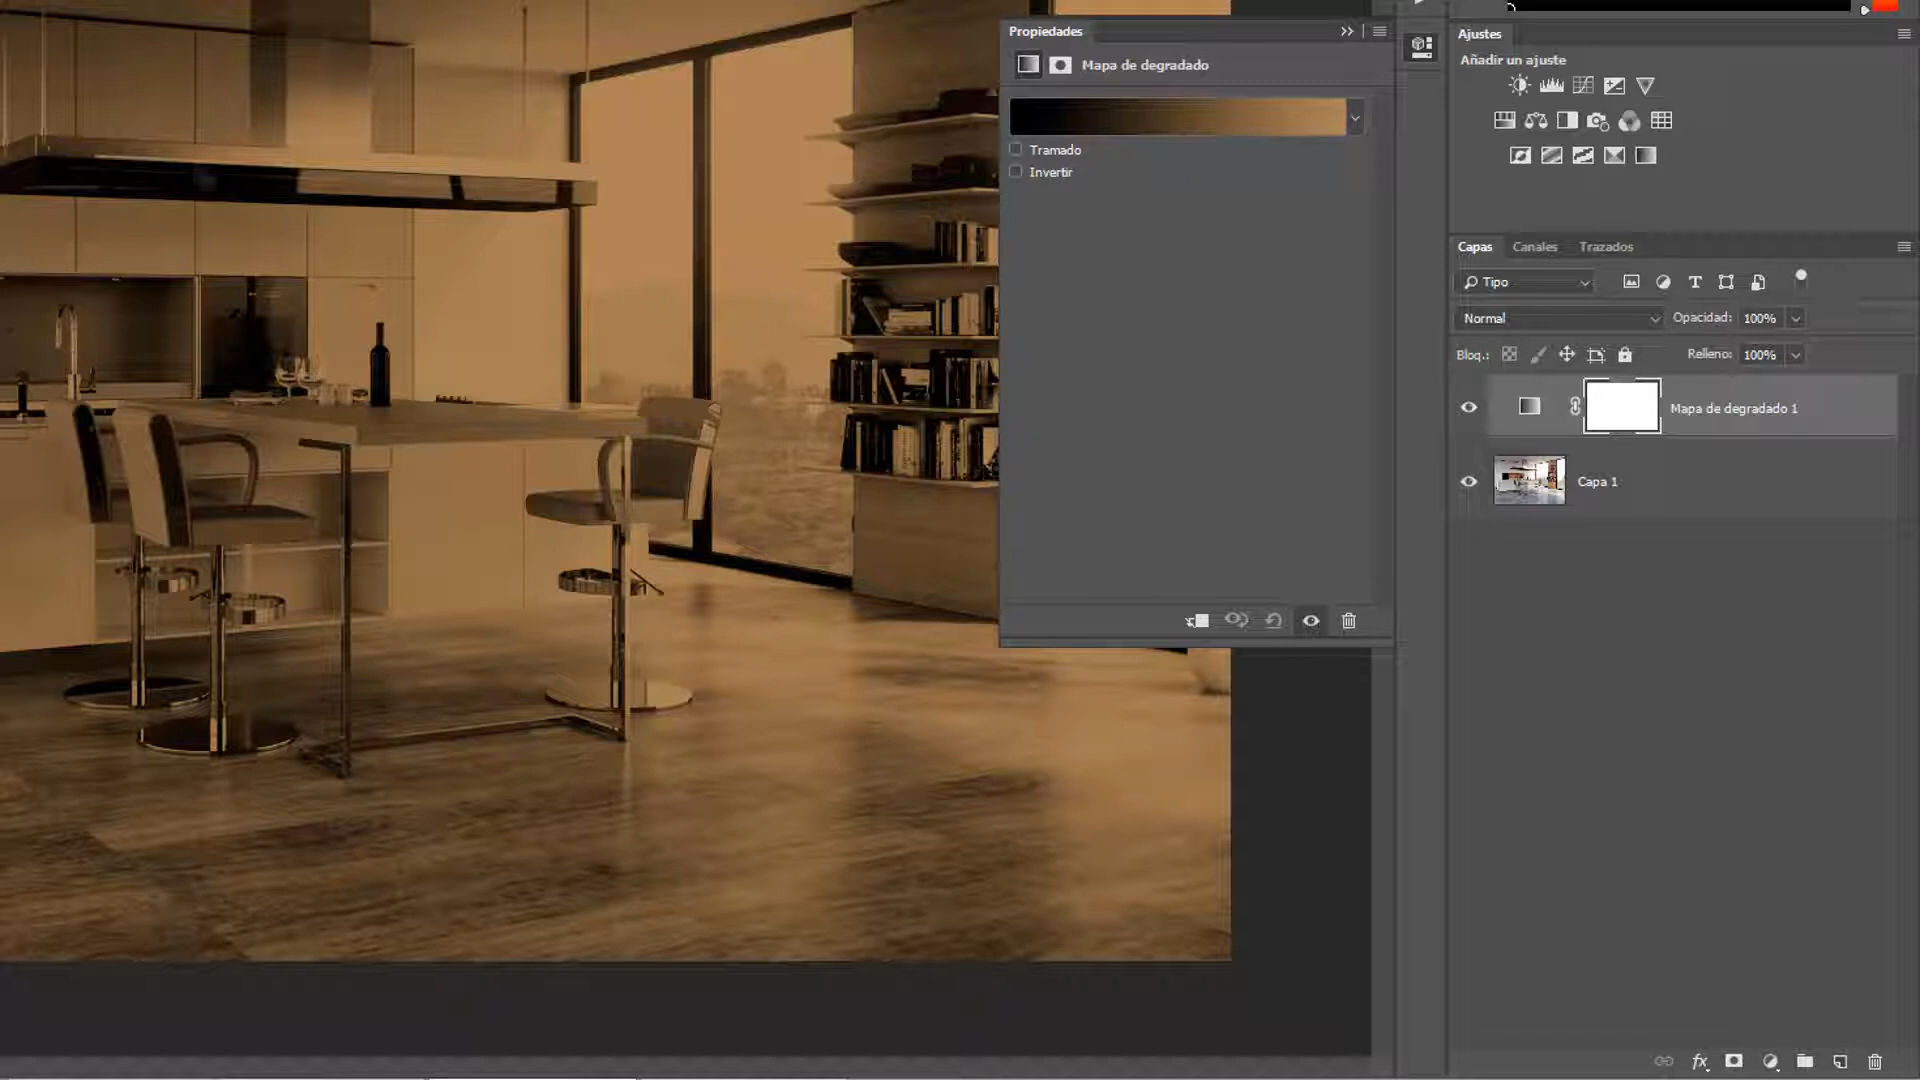 Propiedades
Mapa de degradado
Tramado
Invertir
Ajustes
Añadir un ajuste
Capas Canales Trazados
Tipo
Normal Opacidad: 100%
Bloq.: Relleno: 100%
Mapa de degradado 1
Capa 1
fx